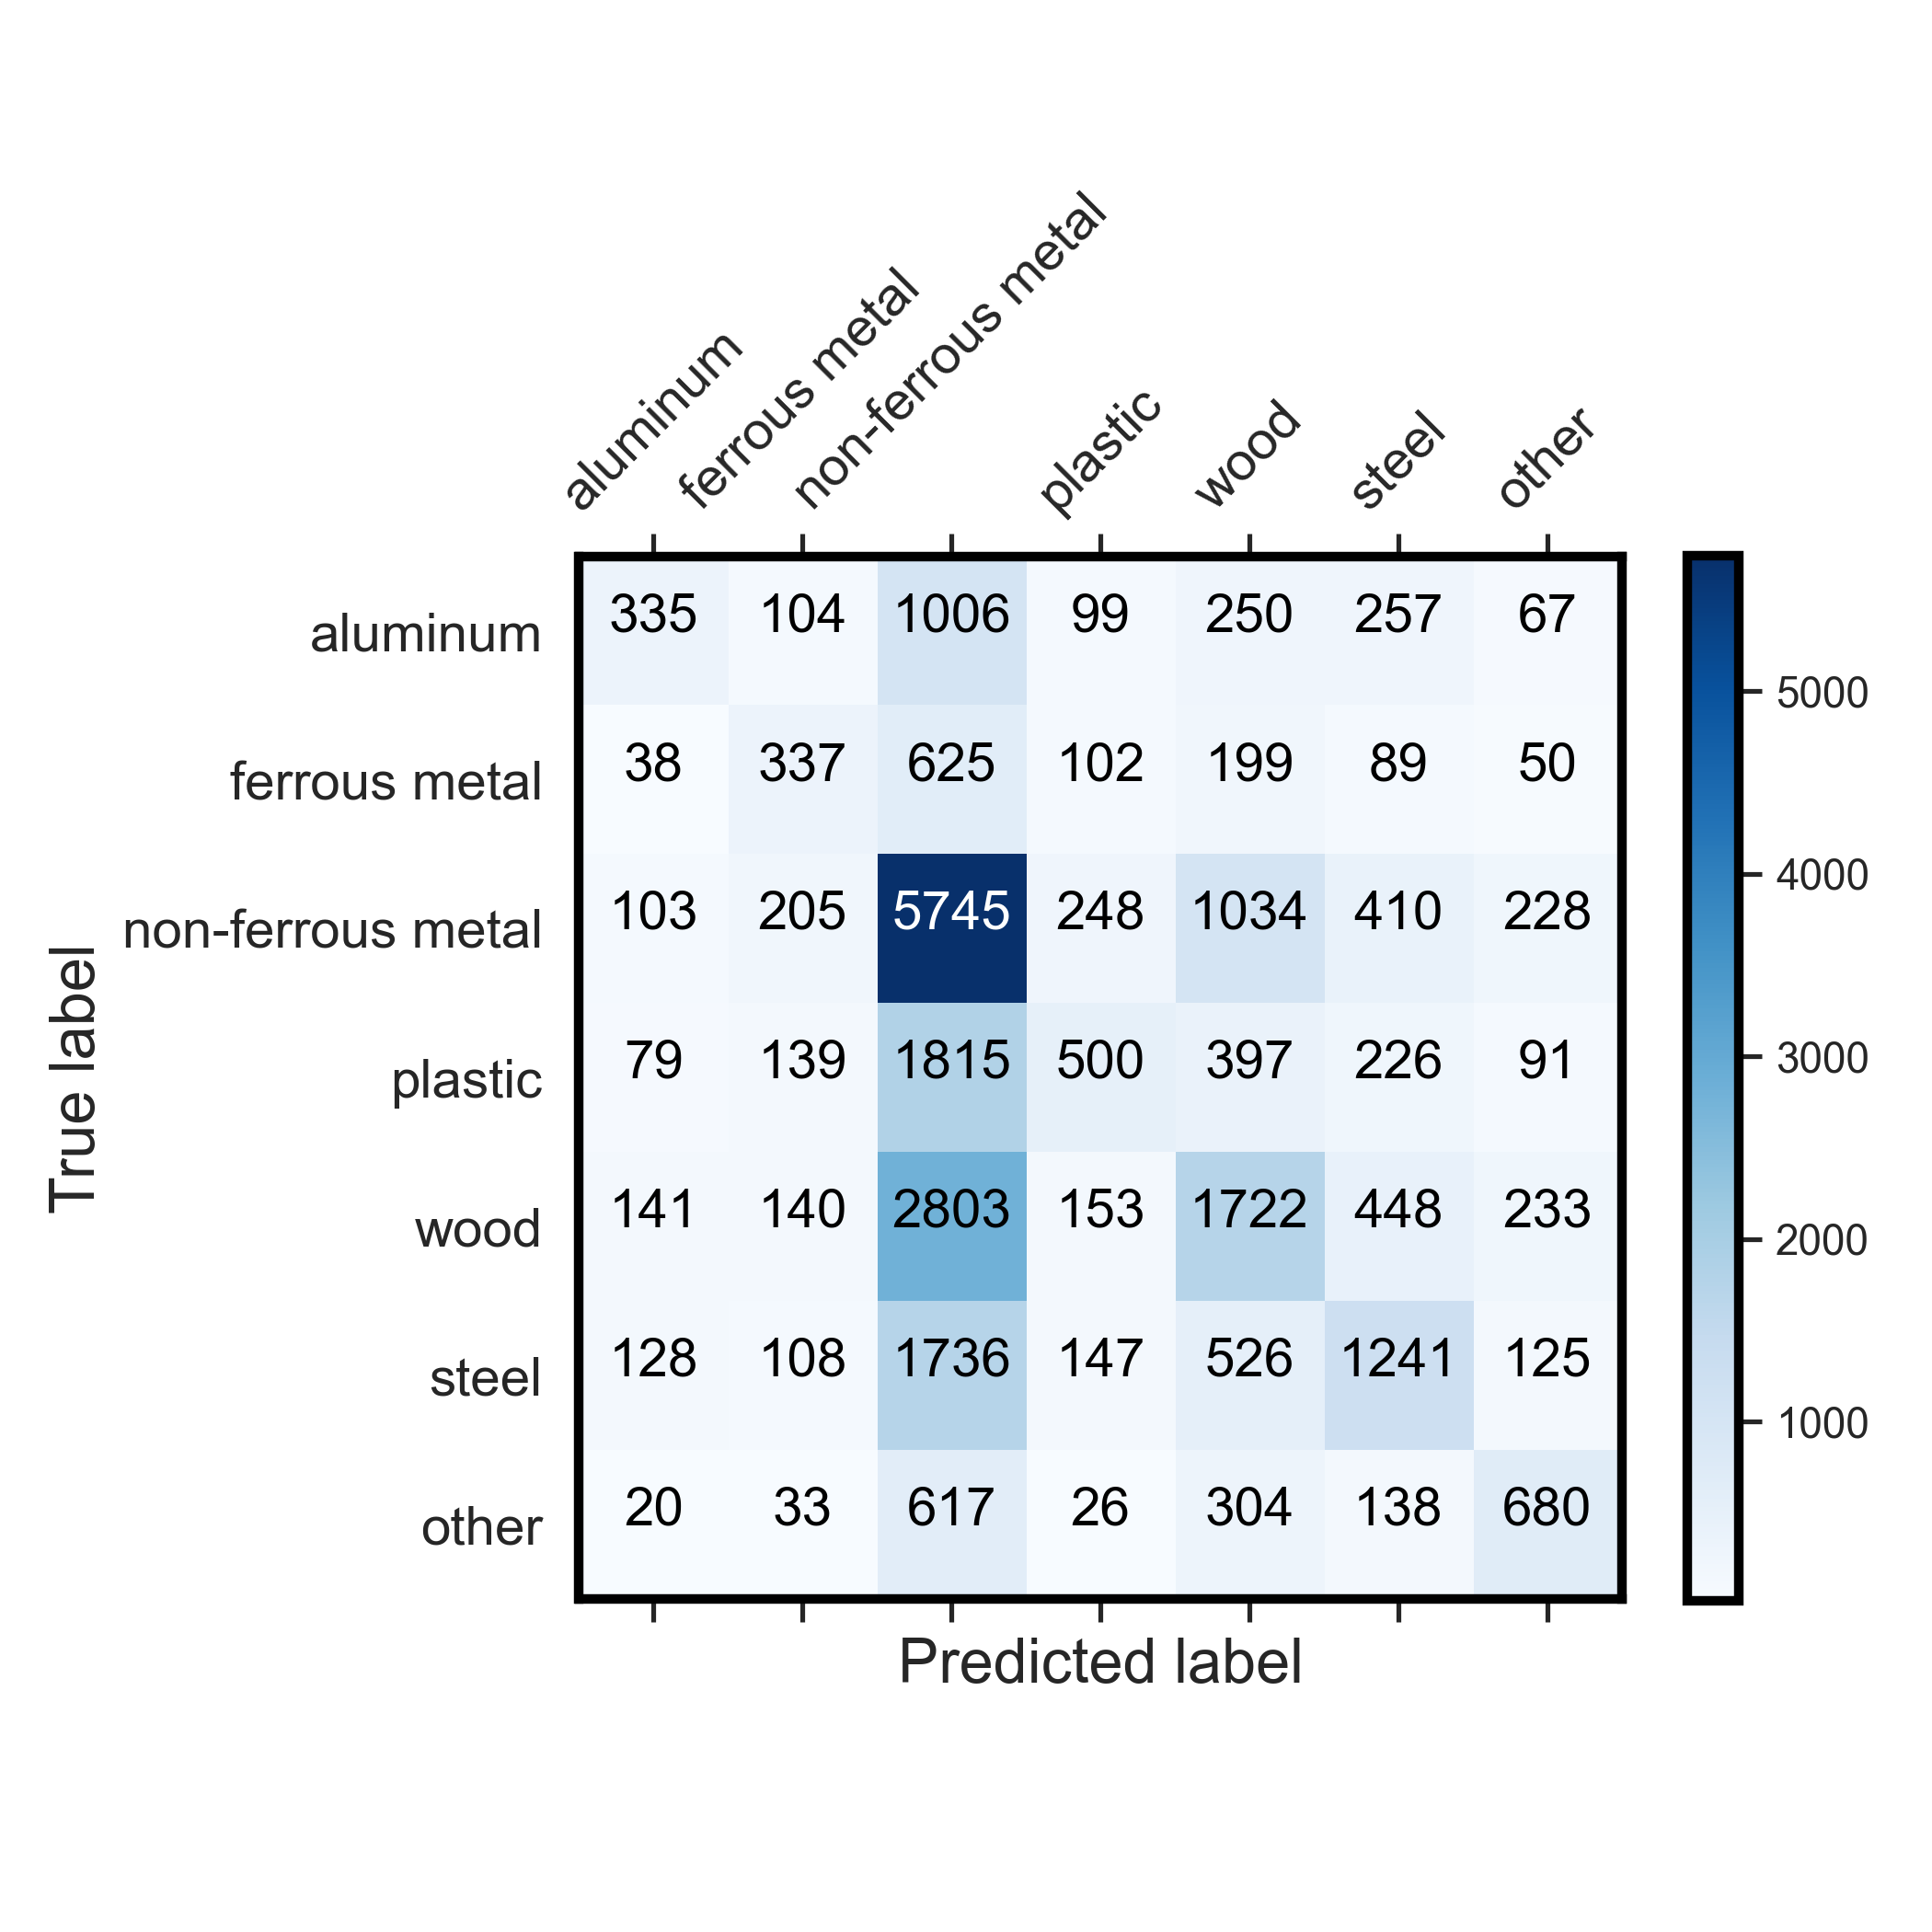 aluminum
ferrous metal
non-ferrous metal
plastic
wood
steel
other
True label
aluminum 335 104 1006 99 250 257 67
ferrous metal 38 337 625 102 199 89 50
non-ferrous metal 103 205 5745 248 1034 410 228
plastic 79 139 1815 500 397 226 91
wood 141 140 2803 153 1722 448 233
steel 128 108 1736 147 526 1241 125
other 20 33 617 26 304 138 680
Predicted label
5000
4000
3000
2000
1000